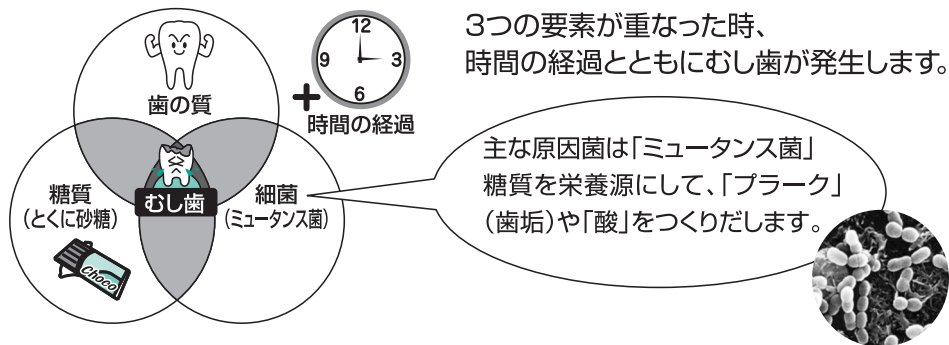 3つの要素が重なった時、
時間の経過とともにむし歯が発生します。
歯の質
12
3
6
9
+
時間の経過
糖質
(とくに砂糖)
Choco
むし歯
細菌
(ミュータンス菌)
主な原因菌は「ミュータンス菌」
糖質を栄養源にして、「プラーク」
(歯垢)や「酸」をつくりだします。